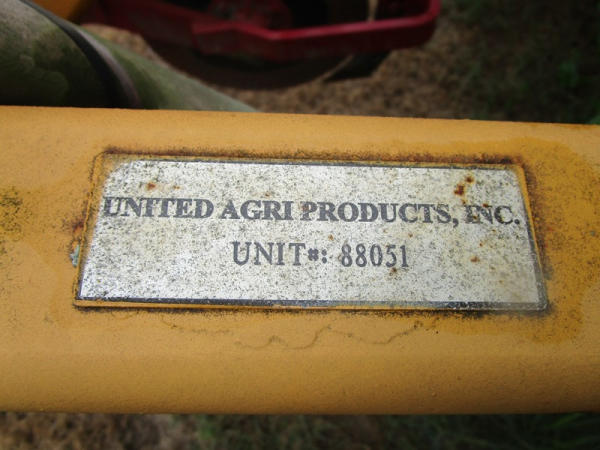 UNITED AGRI PRODUCTS, INC.
UNIT#: 88051